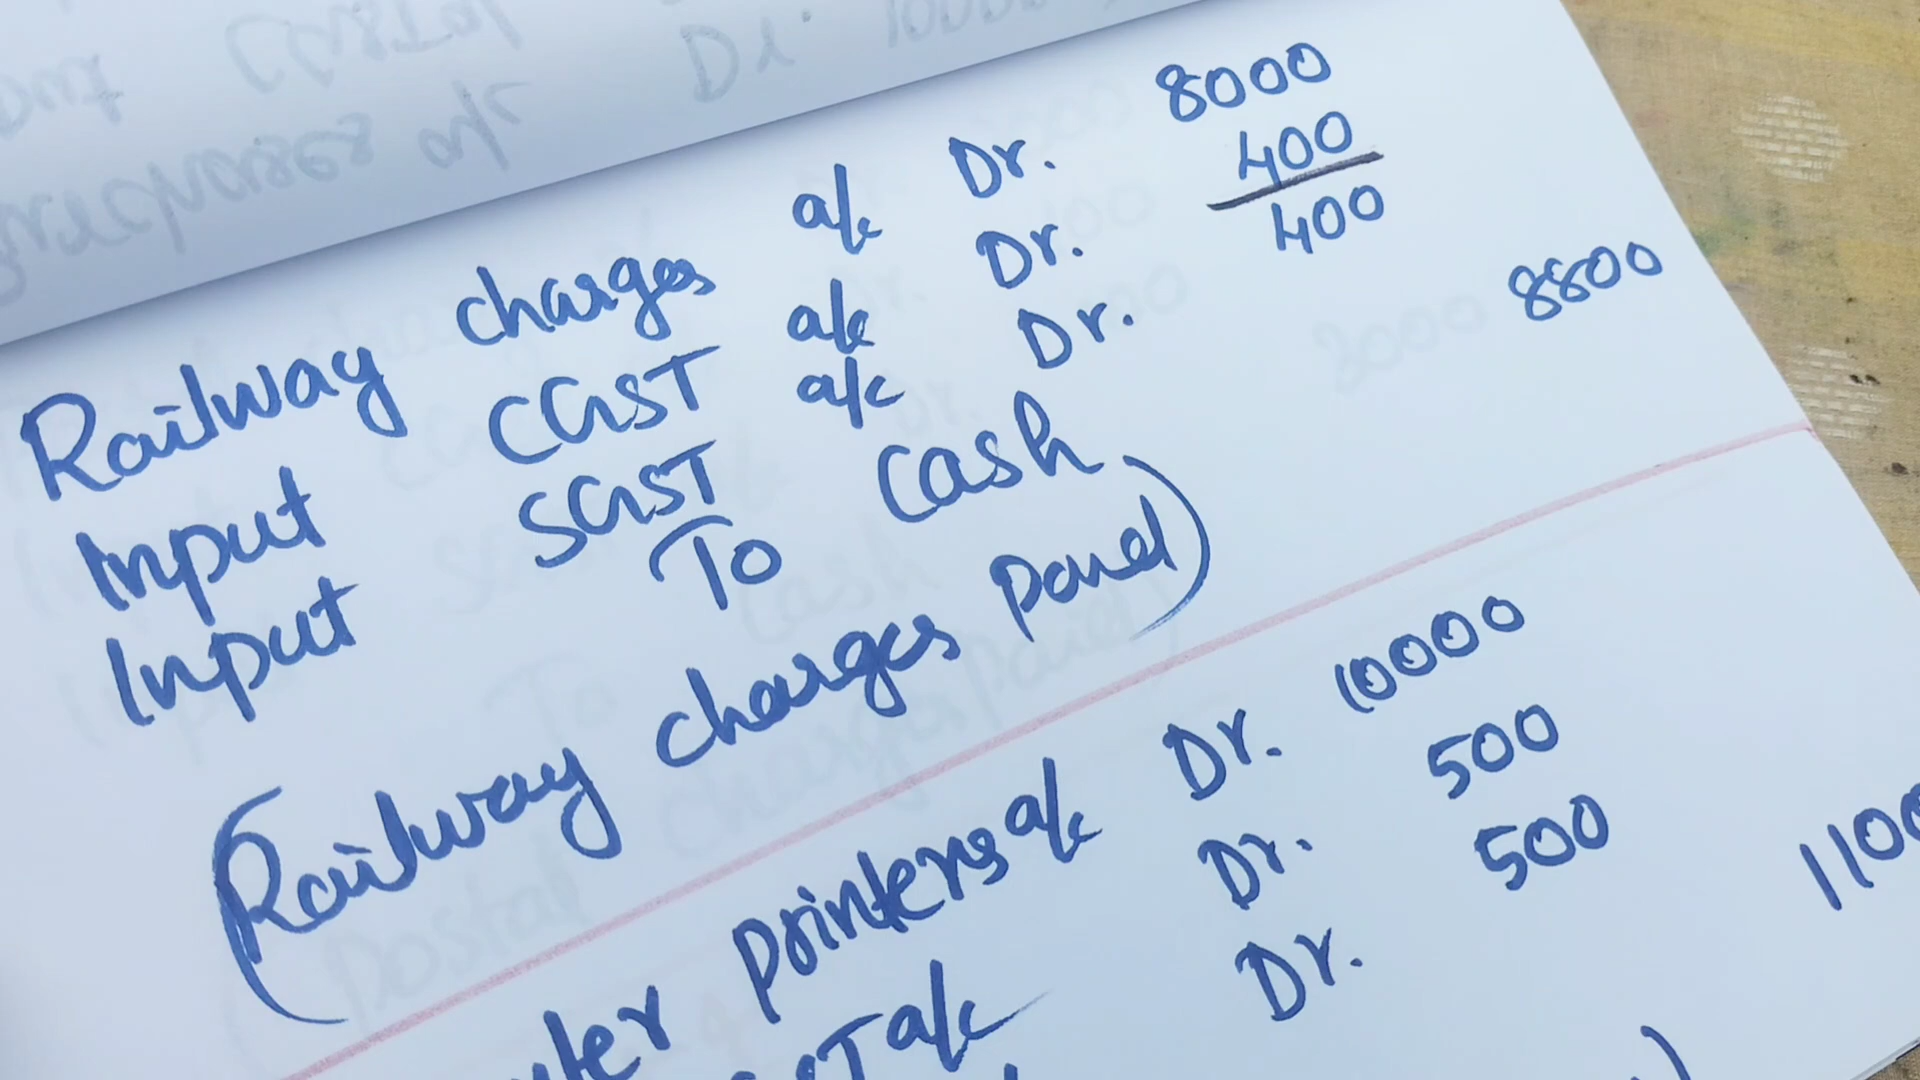 Railway charges a/c Dr. 8000
Input CGST a/c Dr. 400
Input SGST a/c Dr. 400
To Cash 8800
(Railway charges paied)
printers a/c Dr. 10000
a/c Dr. 500
Dr. 500